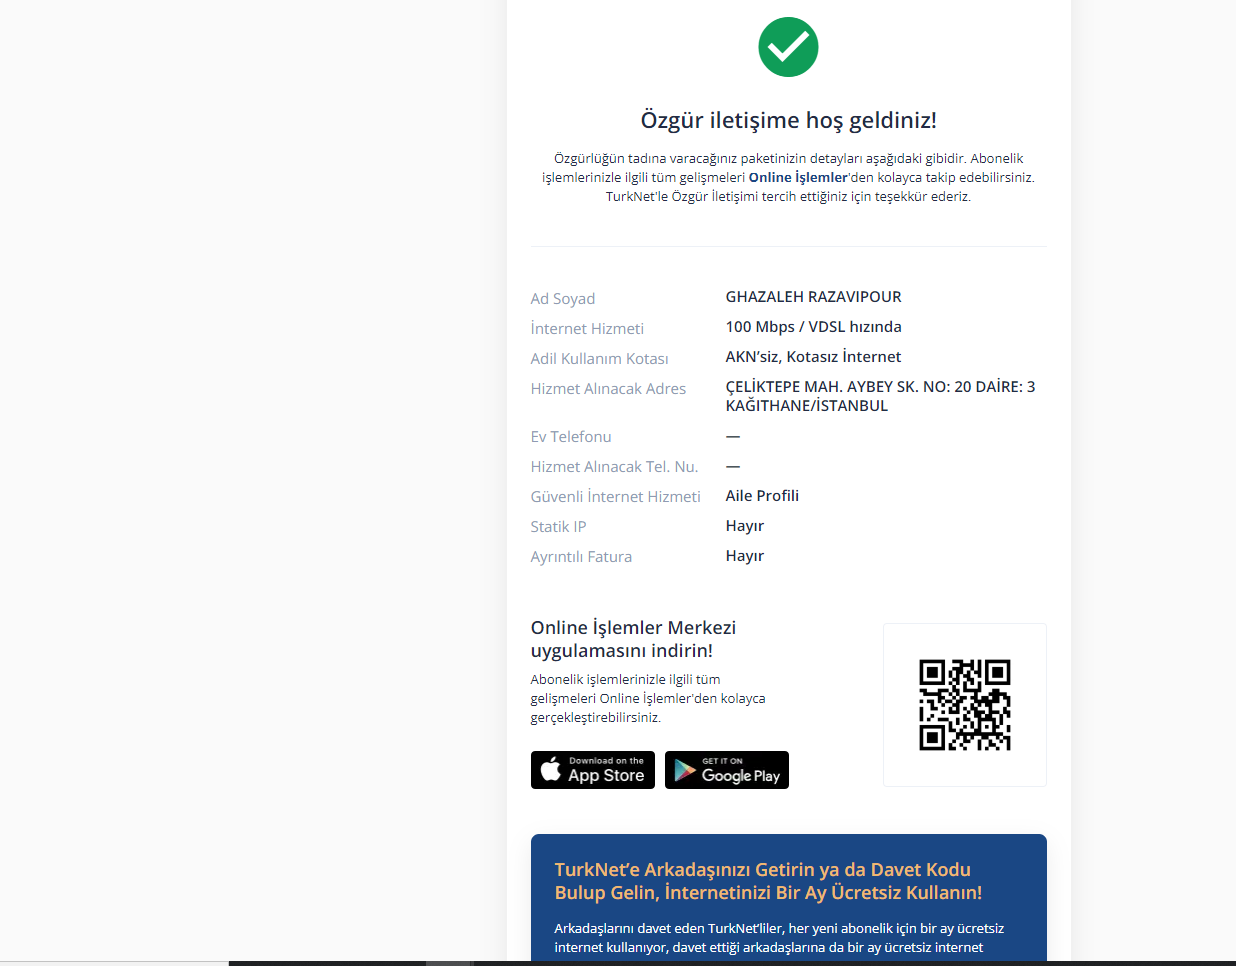 Özgür iletişime hoş geldiniz!
Özgürlüğün tadına varacağınız paketinizin detayları aşağıdaki gibidir. Abonelik
işlemlerinizle ilgili tüm gelişmeleri Online İşlemler'den kolayca takip edebilirsiniz.
TurkNet'le Özgür İletişimi tercih ettiğiniz için teşekkür ederiz.
Ad Soyad GHAZALEH RAZAVIPOUR
İnternet Hizmeti 100 Mbps / VDSL hızında
Adil Kullanım Kotası AKN’siz, Kotasız İnternet
Hizmet Alınacak Adres ÇELİKTEPE MAH. AYBEY SK. NO: 20 DAİRE: 3
KAĞITHANE/İSTANBUL
Ev Telefonu —
Hizmet Alınacak Tel. Nu. —
Güvenli İnternet Hizmeti Aile Profili
Statik IP Hayır
Ayrıntılı Fatura Hayır
Online İşlemler Merkezi
uygulamasını indirin!
Abonelik işlemlerinizle ilgili tüm
gelişmeleri Online İşlemler'den kolayca
gerçekleştirebilirsiniz.
Download on the
App Store
GET IT ON
Google Play
TurkNet’e Arkadaşınızı Getirin ya da Davet Kodu
Bulup Gelin, İnternetinizi Bir Ay Ücretsiz Kullanın!
Arkadaşlarını davet eden TurkNet’liler, her yeni abonelik için bir ay ücretsiz
internet kullanıyor, davet ettiği arkadaşlarına da bir ay ücretsiz internet